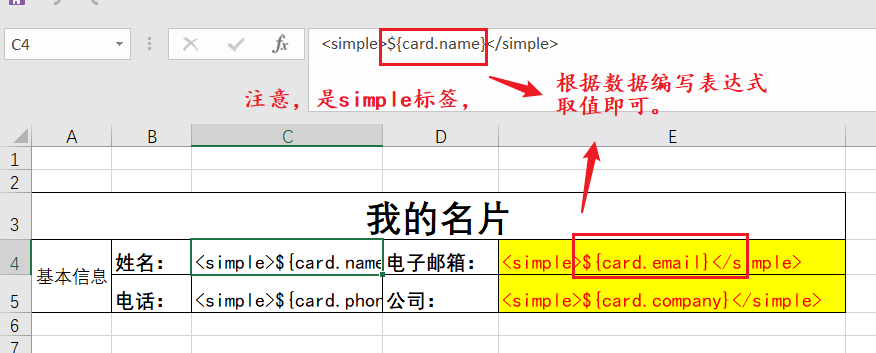 C4
fx
<simple>${card.name}</simple>
注意，是simple标签，
根据数据编写表达式
取值即可。
A B C D E
1
2
3 我的名片
4 基本信息 姓名： <simple>${card.name 电子邮箱： <simple>${card.email}</simple>
5 电话： <simple>${card.phon 公司： <simple>${card.company}</simple>
6
7